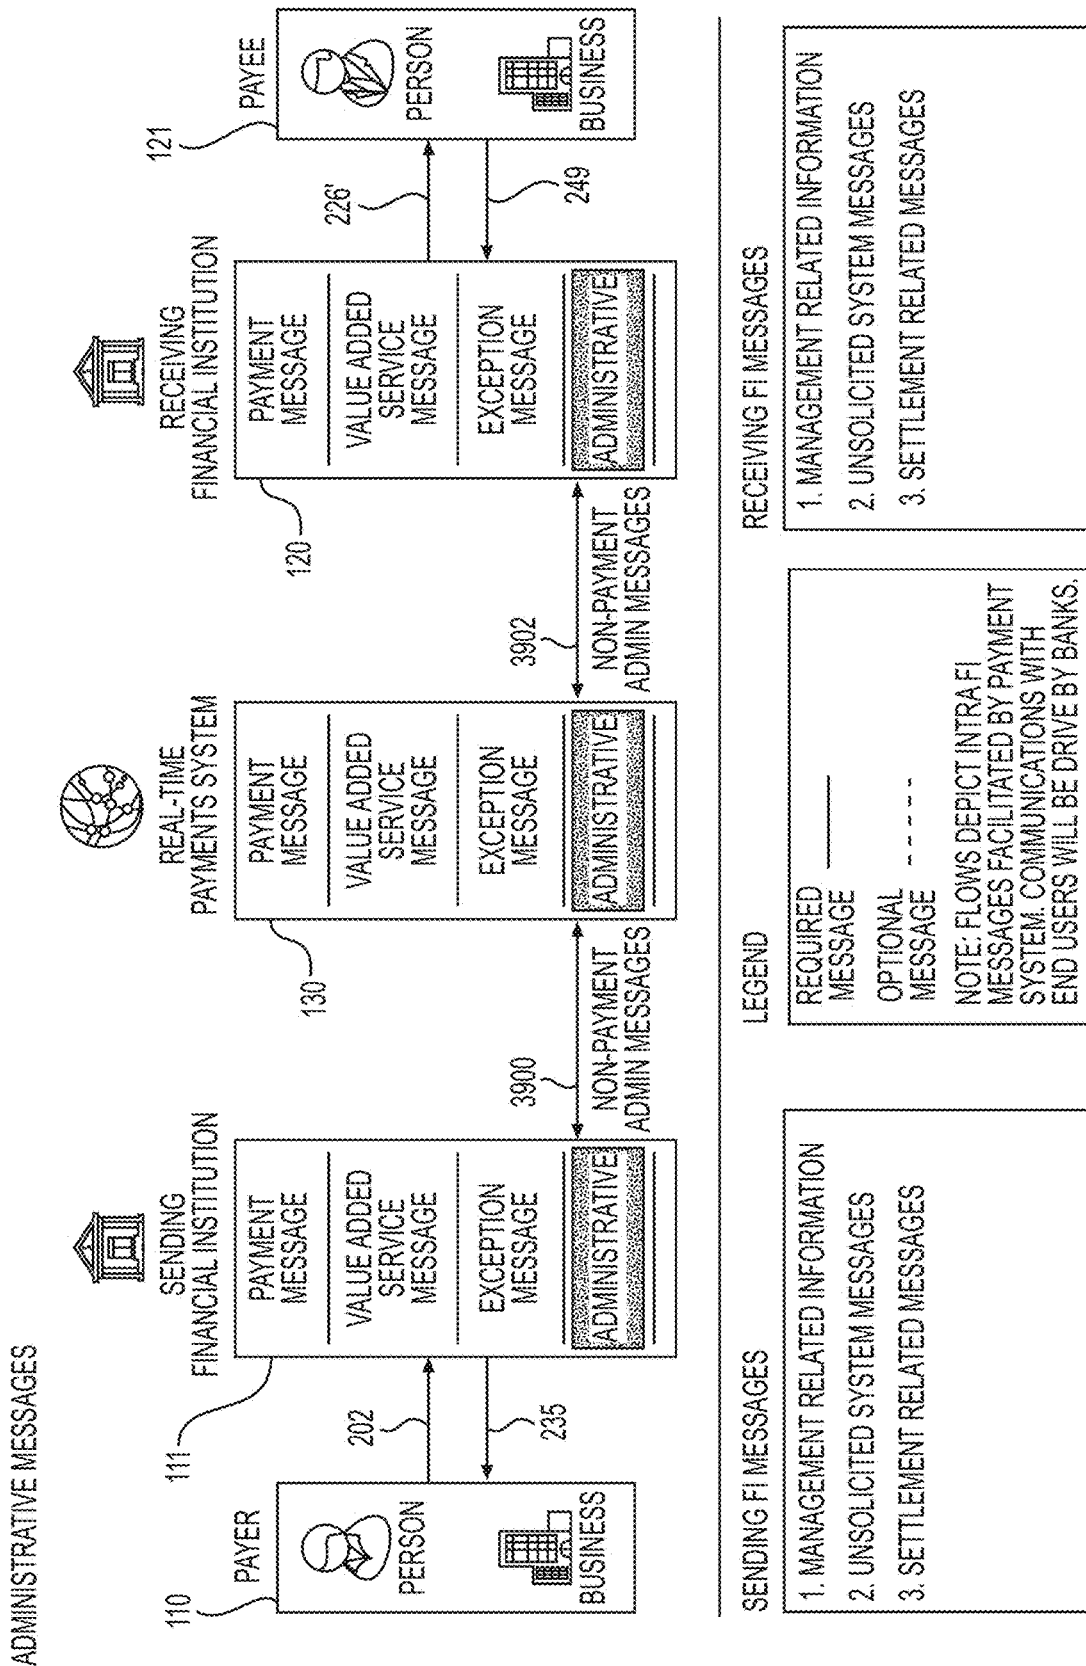 ADMINISTRATIVE MESSAGES
110
PAYER
PERSON
BUSINESS
202
235
111
SENDING
FINANCIAL INSTITUTION
PAYMENT
MESSAGE
VALUE ADDED
SERVICE
MESSAGE
EXCEPTION
MESSAGE
ADMINISTRATIVE
3900
NON-PAYMENT
ADMIN MESSAGES
130
REAL-TIME
PAYMENTS SYSTEM
PAYMENT
MESSAGE
VALUE ADDED
SERVICE
MESSAGE
EXCEPTION
MESSAGE
ADMINISTRATIVE
3902
NON-PAYMENT
ADMIN MESSAGES
120
RECEIVING
FINANCIAL INSTITUTION
PAYMENT
MESSAGE
VALUE ADDED
SERVICE
MESSAGE
EXCEPTION
MESSAGE
ADMINISTRATIVE
226'
249
121
PAYEE
PERSON
BUSINESS
SENDING FI MESSAGES
1. MANAGEMENT RELATED INFORMATION
2. UNSOLICITED SYSTEM MESSAGES
3. SETTLEMENT RELATED MESSAGES
LEGEND
REQUIRED
MESSAGE
OPTIONAL
MESSAGE
NOTE: FLOWS DEPICT INTRA FI
MESSAGES FACILITATED BY PAYMENT
SYSTEM. COMMUNICATIONS WITH
END USERS WILL BE DRIVE BY BANKS.
RECEIVING FI MESSAGES
1. MANAGEMENT RELATED INFORMATION
2. UNSOLICITED SYSTEM MESSAGES
3. SETTLEMENT RELATED MESSAGES